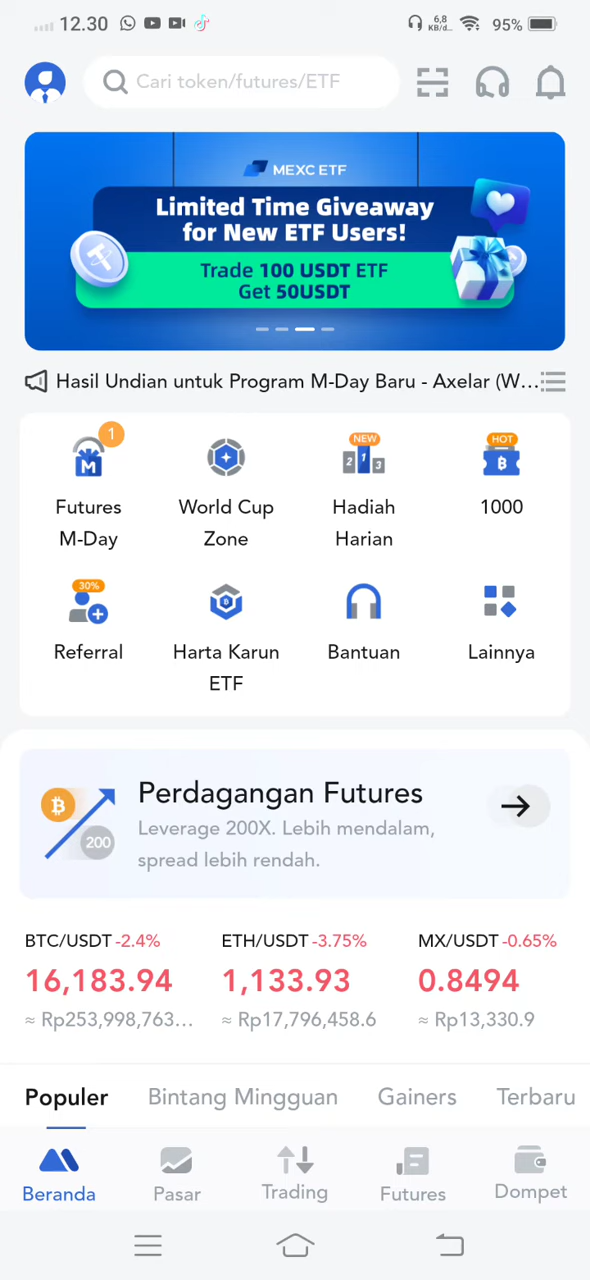 12.30
6,8
KB/d...
95%
Cari token/futures/ETF
MEXC ETF
Limited Time Giveaway
for New ETF Users!
Trade 100 USDT ETF
Get 50USDT
Hasil Undian untuk Program M-Day Baru - Axelar (W...
1
NEW
HOT
M
2 1 3
Futures
M-Day
World Cup
Zone
Hadiah
Harian
1000
30%
Referral
Harta Karun
ETF
Bantuan
Lainnya
200
Perdagangan Futures
Leverage 200X. Lebih mendalam,
spread lebih rendah.
BTC/USDT -2.4%
16,183.94
≈ Rp253,998,763...
ETH/USDT -3.75%
1,133.93
≈ Rp17,796,458.6
MX/USDT -0.65%
0.8494
≈ Rp13,330.9
Populer Bintang Mingguan Gainers Terbaru
Beranda Pasar Trading Futures Dompet